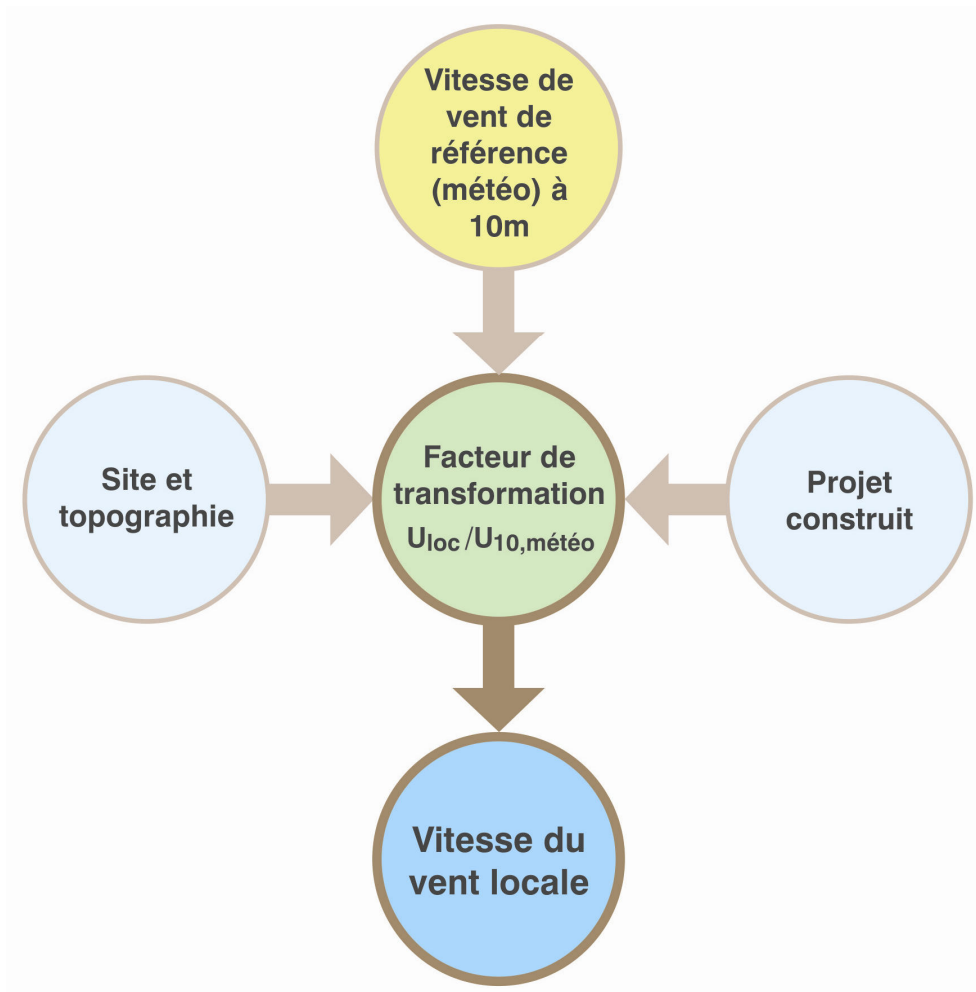 Vitesse de
vent de
référence
(météo) à
10m
Site et
topographie
Facteur de
transformation
Uloc /U10,météo
Projet
construit
Vitesse du
vent locale